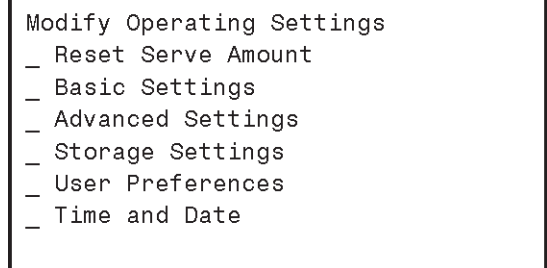 Modify Operating Settings
_ Reset Serve Amount
_ Basic Settings
_ Advanced Settings
_ Storage Settings
_ User Preferences
_ Time and Date